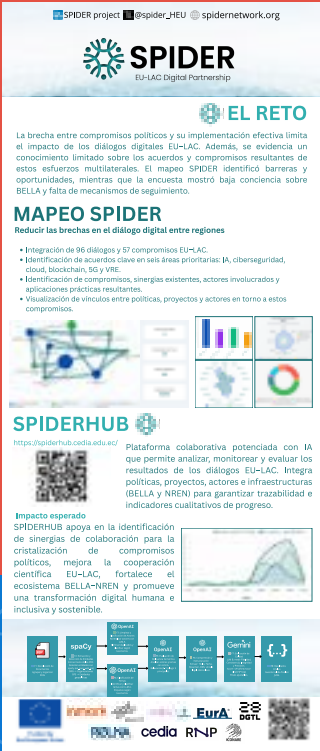 SPIDER project @spider_HEU spidernetwork.org
SPIDER
EU-LAC Digital Partnership
EL RETO
La brecha entre compromisos políticos y su implementación efectiva limita
el impacto de los diálogos digitales EU-LAC. Además, se evidencia un
conocimiento limitado sobre los acuerdos y compromisos resultantes de
estos esfuerzos multilaterales. El mapeo SPIDER identificó barreras y
oportunidades, mientras que la encuesta mostró baja conciencia sobre
BELLA y falta de mecanismos de seguimiento.
MAPEO SPIDER
Reducir las brechas en el diálogo digital entre regiones
Integración de 96 diálogos y 57 compromisos EU-LAC.
Identificación de acuerdos clave en seis áreas prioritarias: IA, ciberseguridad,
cloud, blockchain, 5G y VRE.
Identificación de compromisos, sinergias existentes, actores involucrados y
aplicaciones prácticas resultantes.
Visualización de vínculos entre políticas, proyectos y actores en torno a estos
compromisos.
SPIDERHUB
https://spiderhub.cedia.edu.ec/
Plataforma colaborativa potenciada con IA
que permite analizar, monitorear y evaluar los
resultados de los diálogos EU-LAC. Integra
políticas, proyectos, actores e infraestructuras
(BELLA y NREN) para garantizar trazabilidad e
indicadores cualitativos de progreso.
Impacto esperado
SPIDERHUB apoya en la identificación
de sinergias de colaboración para la
cristalización de compromisos
políticos, mejora la cooperación
científica EU-LAC, fortalece el
ecosistema BELLA-NREN y promueve
una transformación digital humana e
inclusiva y sostenible.
OpenAI
spaCy
OpenAI
OpenAI
Gemini
{..}
OpenAI
EurA
DGTL
cedia
RNP